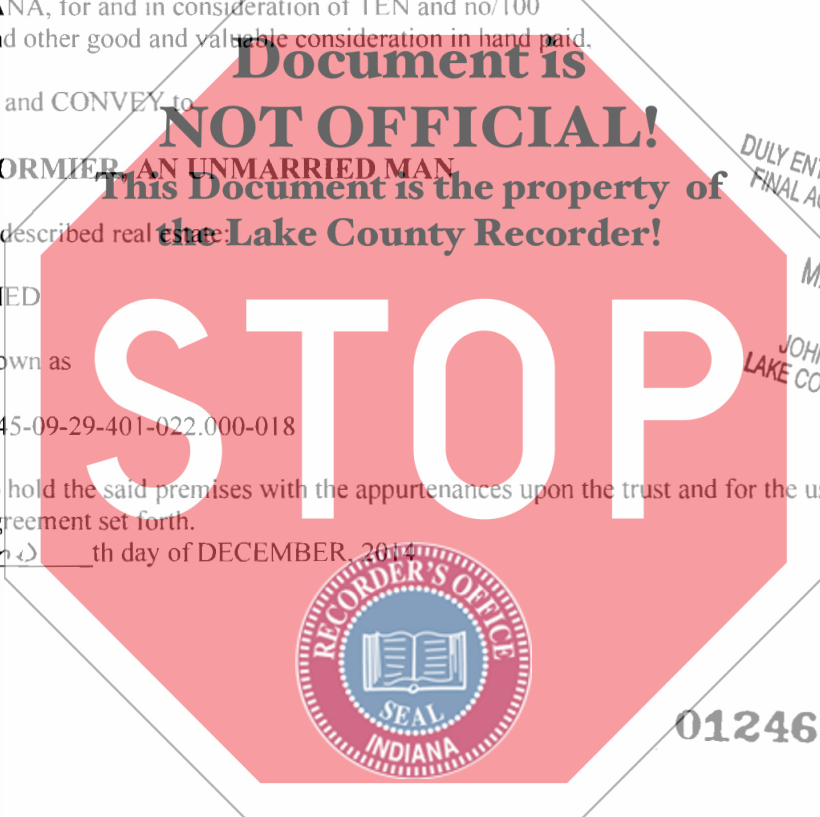 NA, for and in consideration of TEN and no/100
d other good and valuable consideration in hand paid,
Document is
and CONVEY to
NOT OFFICIAL!
ORMIER, AN UNMARRIED MAN
This Document is the property of
described real estate:
the Lake County Recorder!
DULY ENT
FINAL AC
IED
MA
own as
JOHN
LAKE CO
STOP
45-09-29-401-022.000-018
hold the said premises with the appurtenances upon the trust and for the us
greement set forth.
th day of DECEMBER, 2014
RECORDER'S OFFICE
SEAL
INDIANA
01246